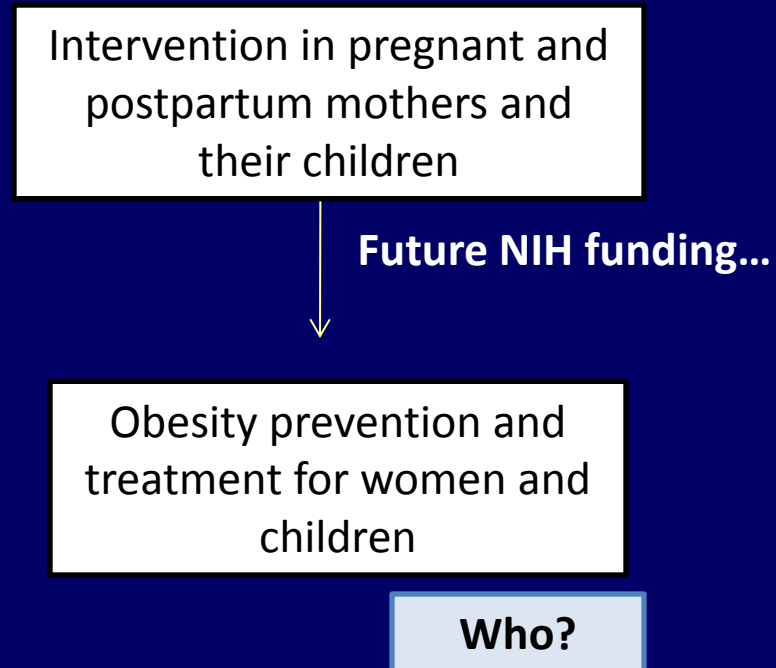 Intervention in pregnant and
postpartum mothers and
their children
Future NIH funding...
Obesity prevention and
treatment for women and
children
Who?